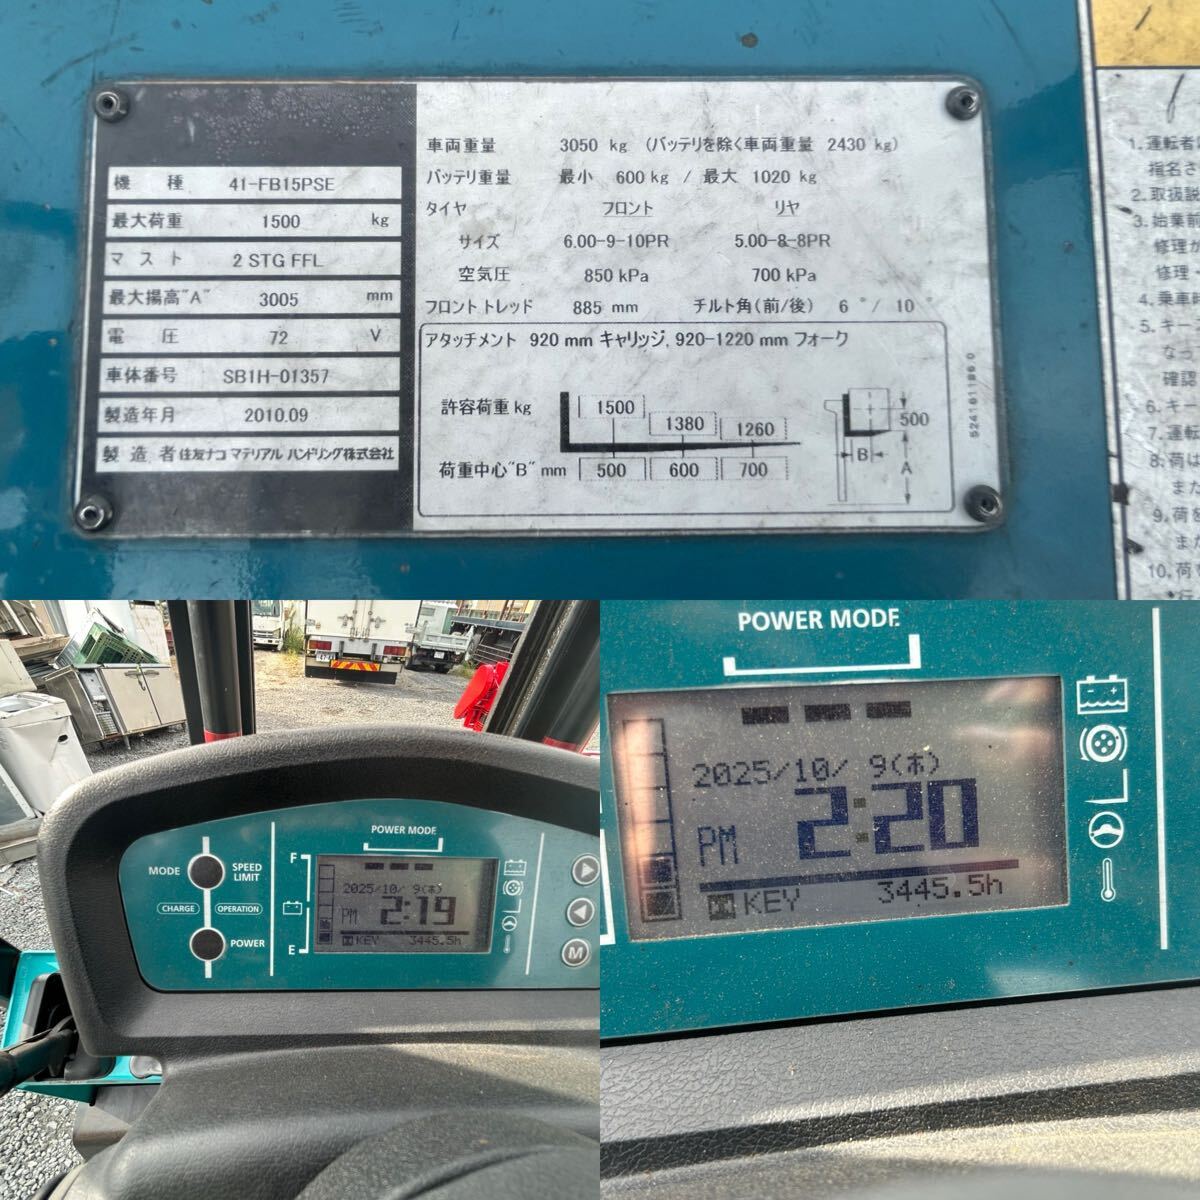 機種 41-FB15PSE
最大荷重 1500 kg
マスト 2 STG FFL
最大揚高"A" 3005 mm
電圧 72 V
車体番号 SB1H-01357
製造年月 2010.09
製造者 住友ナコ マテリアル ハンドリング株式会社
車両重量 3050 kg (バッテリを除く車両重量 2430 kg)
バッテリ重量 最小 600 kg / 最大 1020 kg
タイヤ フロント リヤ
サイズ 6.00-9-10PR 5.00-8-8PR
空気圧 850 kPa 700 kPa
フロントトレッド 885 mm チルト角(前/後) 6°/ 10°
アタッチメント 920 mm キャリッジ, 920-1220 mm フォーク
許容荷重 kg 1500 1380 1260
荷重中心"B" mm 500 600 700
500
B
A
524161186.0
1. 運転者
指名さ
2. 取扱説
3. 始業前
修理が
修理・
4. 乗車時
5. キー
なっ
確認
6. キー
7. 運転
8. 荷は
また
9. 荷を
また
10. 荷
MODE
SPEED
LIMIT
CHARGE
OPERATION
POWER
F
E
POWER MODE
2025/10/ 9(木)
PM 2:19
KEY 3445.5h
M
POWER MODE
2025/10/ 9(木)
PM 2:20
KEY 3445.5h